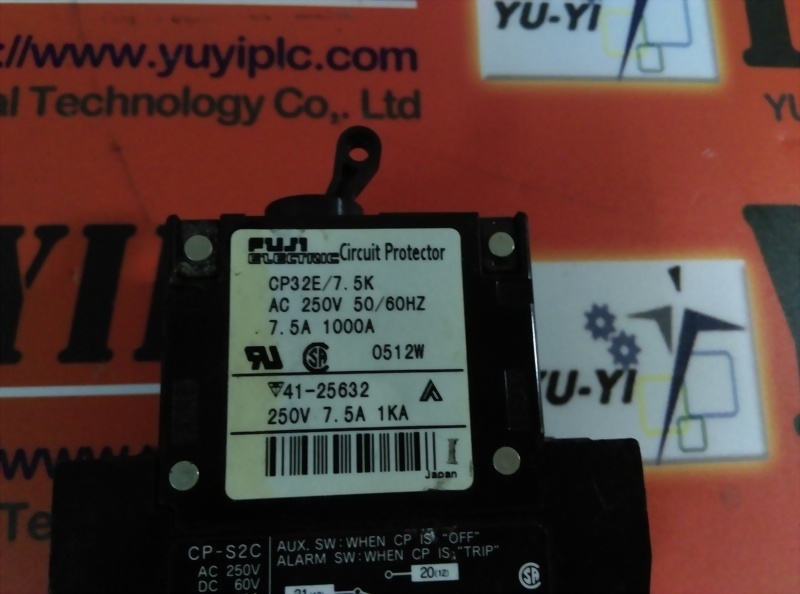 YU-YI
://www.yuyiplc.com
al Technology Co,. Ltd
YU
FUJI
ELECTRIC Circuit Protector
CP32E/7.5K
AC 250V 50/60HZ
7.5A 1000A
0512W
41-25632
250V 7.5A 1KA
Japan
YU-YI
CP-S2C
AUX. SW:WHEN CP IS "OFF"
ALARM SW:WHEN CP IS "TRIP"
AC 250V
DC 60V
20(12)